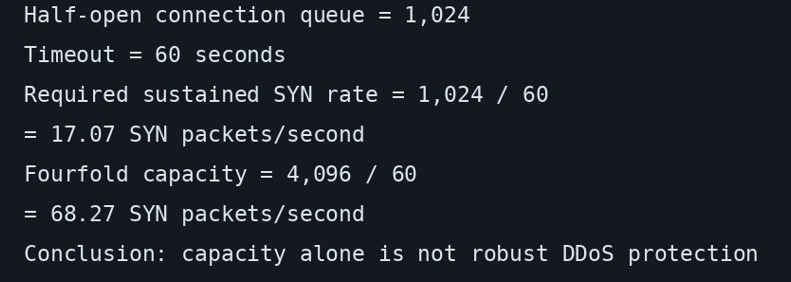 Half-open connection queue = 1,024
Timeout = 60 seconds
Required sustained SYN rate = 1,024 / 60
= 17.07 SYN packets/second
Fourfold capacity = 4,096 / 60
= 68.27 SYN packets/second
Conclusion: capacity alone is not robust DDoS protection